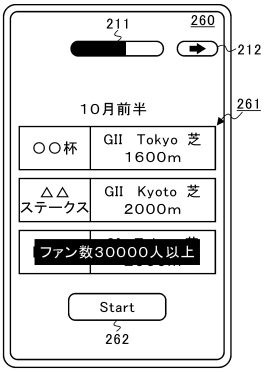 211
260
212
10月前半
261
○○杯
GII Tokyo 芝
1600m
△△
ステークス
GII Kyoto 芝
2000m
ファン数30000人以上
Start
262